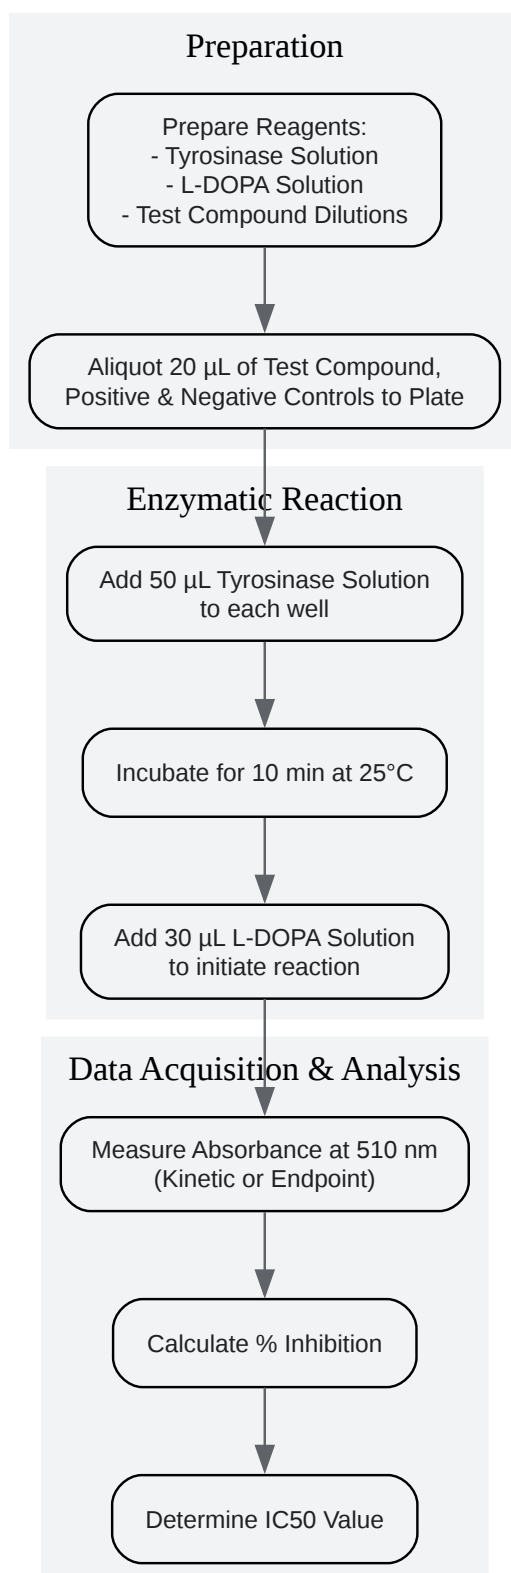 Preparation
Prepare Reagents:
- Tyrosinase Solution
- L-DOPA Solution
- Test Compound Dilutions
Aliquot 20 µL of Test Compound,
Positive & Negative Controls to Plate
Enzymatic Reaction
Add 50 µL Tyrosinase Solution
to each well
Incubate for 10 min at 25°C
Add 30 µL L-DOPA Solution
to initiate reaction
Data Acquisition & Analysis
Measure Absorbance at 510 nm
(Kinetic or Endpoint)
Calculate % Inhibition
Determine IC50 Value